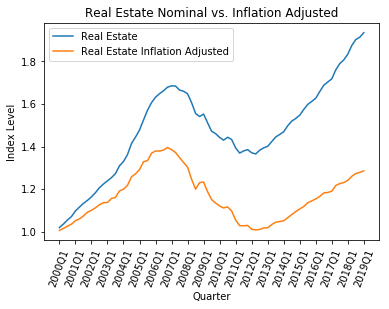 Real Estate Nominal vs. Inflation Adjusted
Real Estate
Real Estate Inflation Adjusted
Index Level
1.8
1.6
1.4
1.2
1.0
2000Q1
2001Q1
2002Q1
2003Q1
2004Q1
2005Q1
2006Q1
2007Q1
2008Q1
2009Q1
2010Q1
2011Q1
2012Q1
2013Q1
2014Q1
2015Q1
2016Q1
2017Q1
2018Q1
2019Q1
Quarter